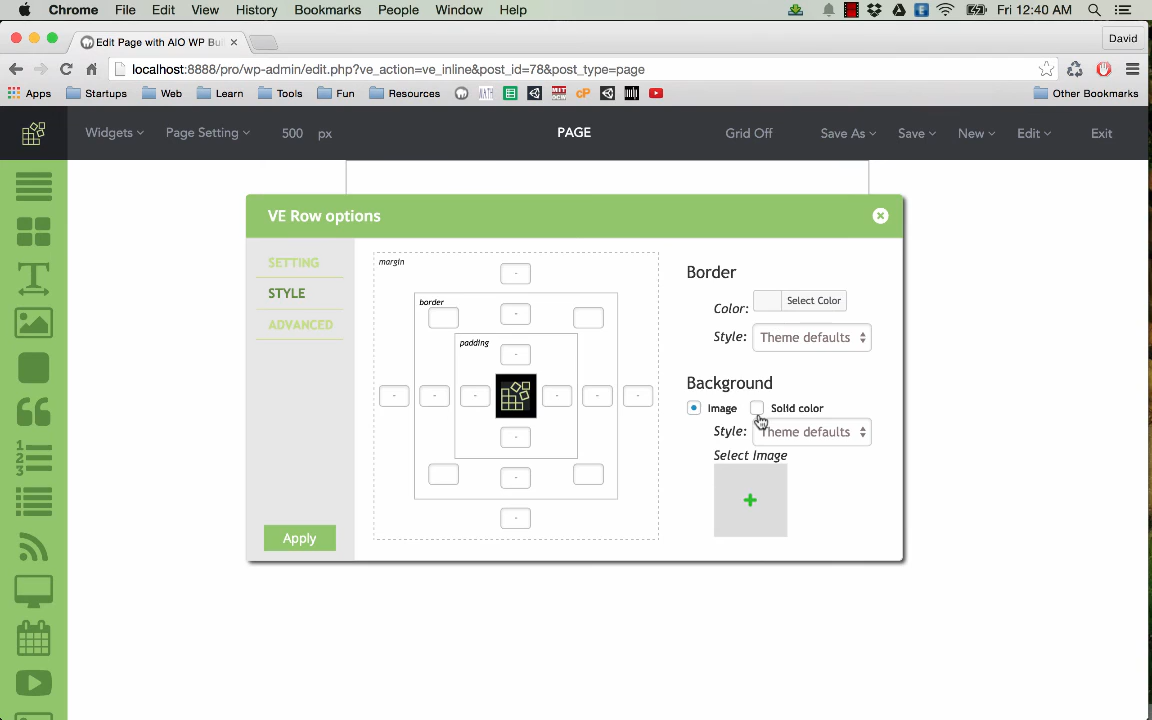 Chrome File Edit View History Bookmarks People Window Help Fri 12:40 AM
Edit Page with AIO WP Bui David
localhost:8888/pro/wp-admin/edit.php?ve_action=ve_inline&post_id=78&post_type=page
Apps Startups Web Learn Tools Fun Resources Other Bookmarks
Widgets Page Setting 500 px PAGE Grid Off Save As Save New Edit Exit
VE Row options
SETTING
STYLE
ADVANCED
Apply
margin
-
border
-
padding
-
- - - - - -
-
-
-
Border
Color: Select Color
Style: Theme defaults
Background
Image Solid color
Style: Theme defaults
Select Image